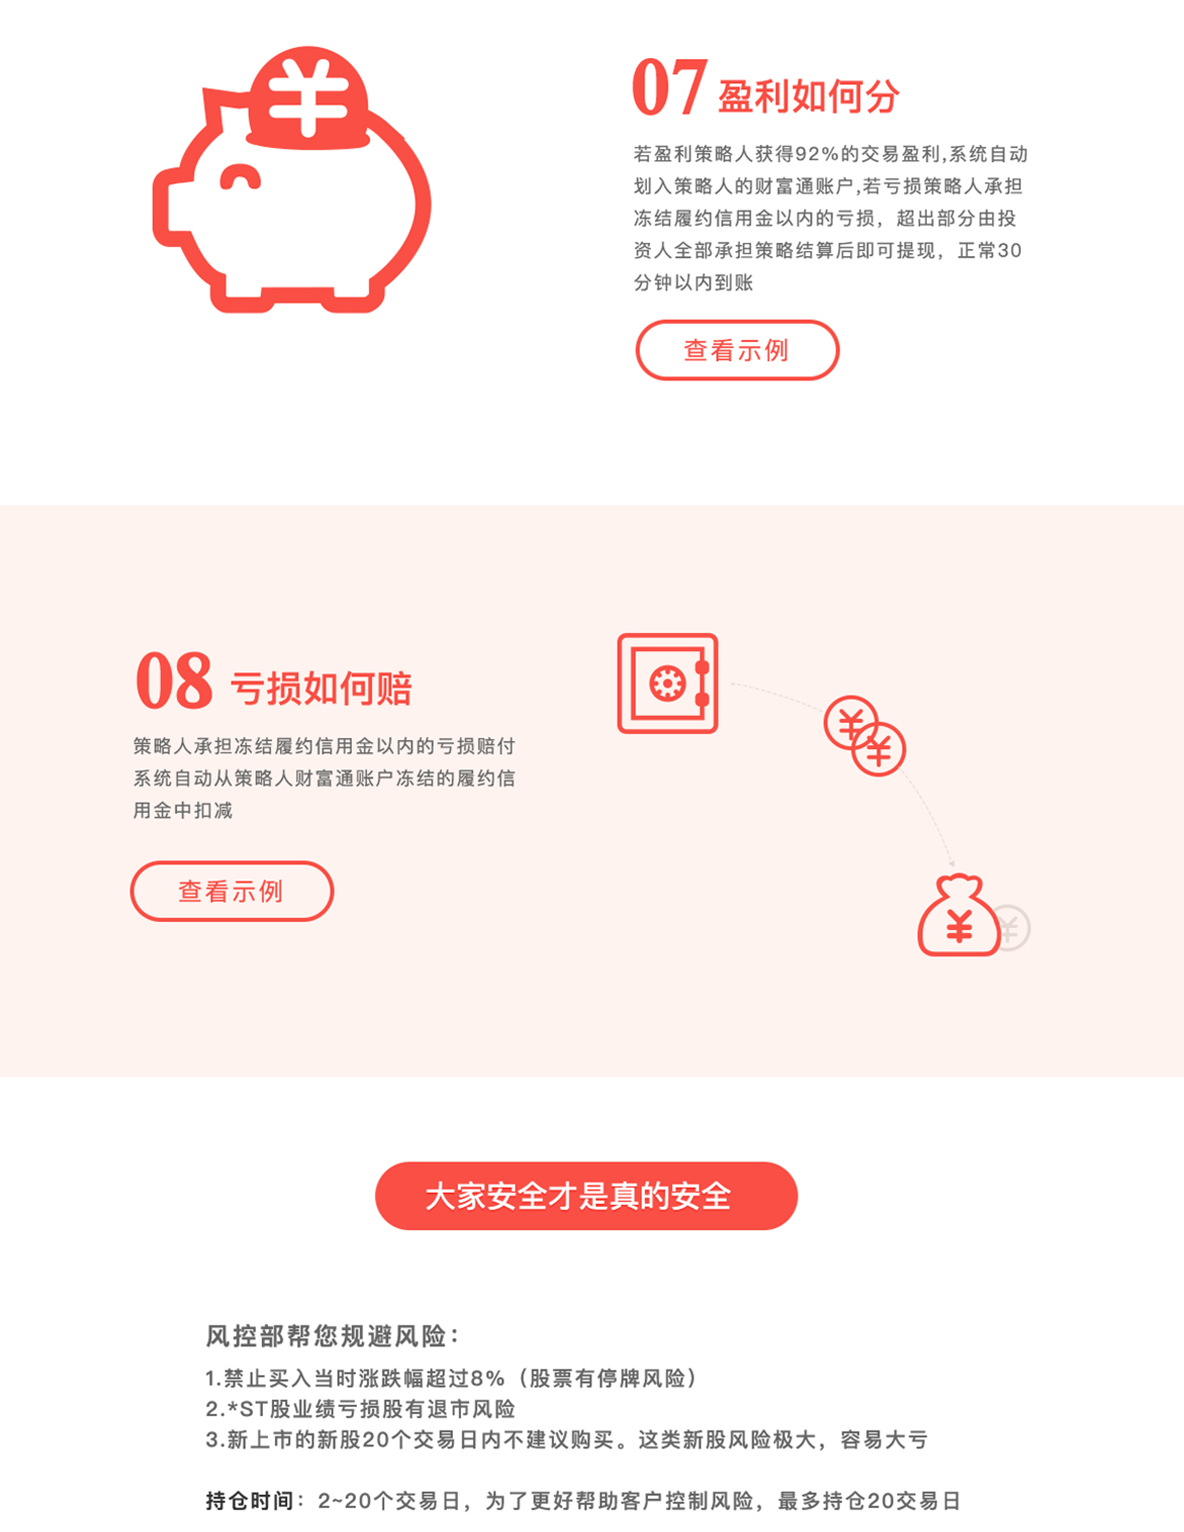 07 盈利如何分
若盈利策略人获得92%的交易盈利,系统自动
划入策略人的财富通账户,若亏损策略人承担
冻结履约信用金以内的亏损，超出部分由投
资人全部承担策略结算后即可提现，正常30
分钟以内到账
查看示例
08 亏损如何赔
策略人承担冻结履约信用金以内的亏损赔付
系统自动从策略人财富通账户冻结的履约信
用金中扣减
查看示例
大家安全才是真的安全
风控部帮您规避风险：
1.禁止买入当时涨跌幅超过8%（股票有停牌风险）
2.*ST股业绩亏损股有退市风险
3.新上市的新股20个交易日内不建议购买。这类新股风险极大，容易大亏
持仓时间：2~20个交易日，为了更好帮助客户控制风险，最多持仓20交易日